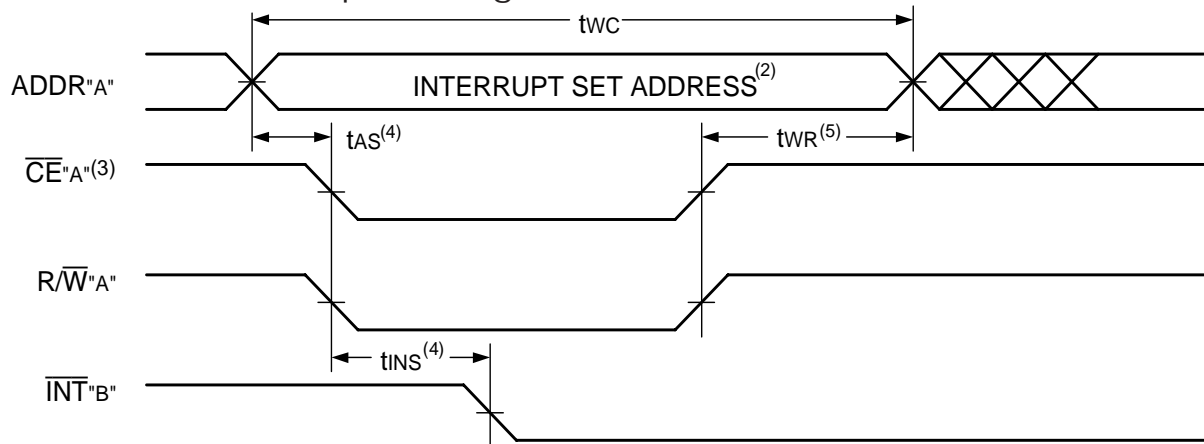 tWC
ADDR"A"
INTERRUPT SET ADDRESS(2)
tAS(4)
tWR(5)
CE"A"(3)
R/W"A"
tINS(4)
INT"B"